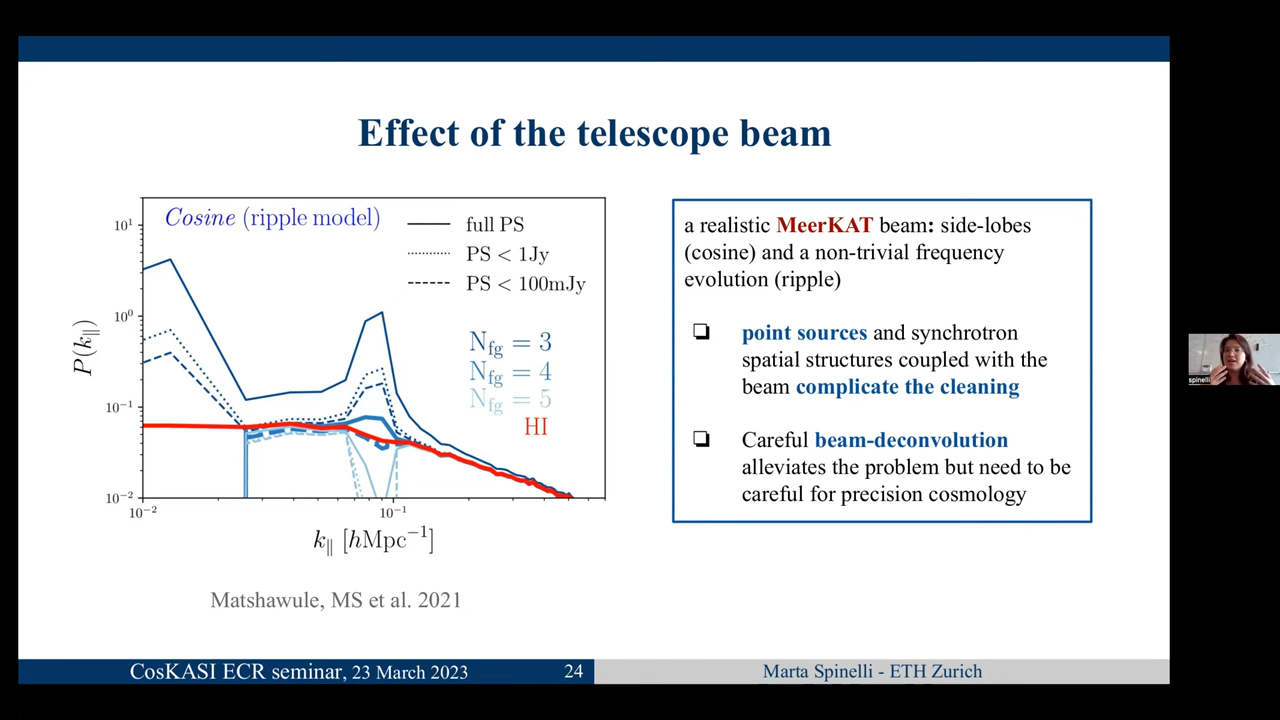 Effect of the telescope beam
Cosine (ripple model)
full PS
PS < 1Jy
PS < 100mJy
N_fg = 3
N_fg = 4
N_fg = 5
HI
10¹
10⁰
10⁻¹
10⁻²
P(k∥)
10⁻²
10⁻¹
k∥ [hMpc⁻¹]
Matshawule, MS et al. 2021
a realistic MeerKAT beam: side-lobes
(cosine) and a non-trivial frequency
evolution (ripple)
❑ point sources and synchrotron
spatial structures coupled with the
beam complicate the cleaning
❑ Careful beam-deconvolution
alleviates the problem but need to be
careful for precision cosmology
spinelli
CosKASI ECR seminar, 23 March 2023
24
Marta Spinelli - ETH Zurich